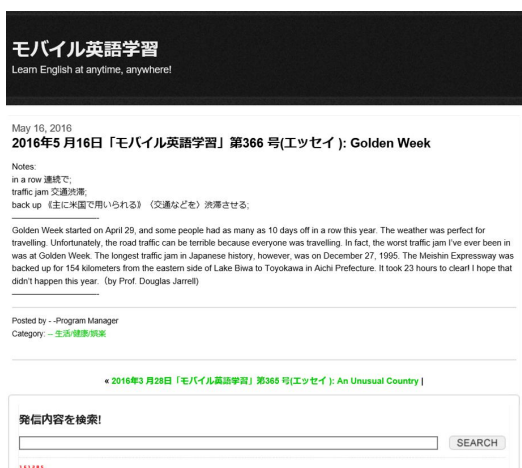 モバイル英語学習
Learn English at anytime, anywhere!
May 16, 2016
2016年5 月16日「モバイル英語学習」第366 号(エッセイ ): Golden Week
Notes:
in a row 連続で;
traffic jam 交通渋滞;
back up 《主に米国で用いられる》〈交通などを〉渋滞させる;
Golden Week started on April 29, and some people had as many as 10 days off in a row this year. The weather was perfect for
travelling. Unfortunately, the road traffic can be terrible because everyone was travelling. In fact, the worst traffic jam I've ever been in
was at Golden Week. The longest traffic jam in Japanese history, however, was on December 27, 1995. The Meishin Expressway was
backed up for 154 kilometers from the eastern side of Lake Biwa to Toyokawa in Aichi Prefecture. It took 23 hours to clear! I hope that
didn't happen this year.（by Prof. Douglas Jarrell)
Posted by - -Program Manager
Category: -- 生活/健康/娯楽
« 2016年3 月28日「モバイル英語学習」第365 号(エッセイ ): An Unusual Country |
発信内容を検索!
SEARCH